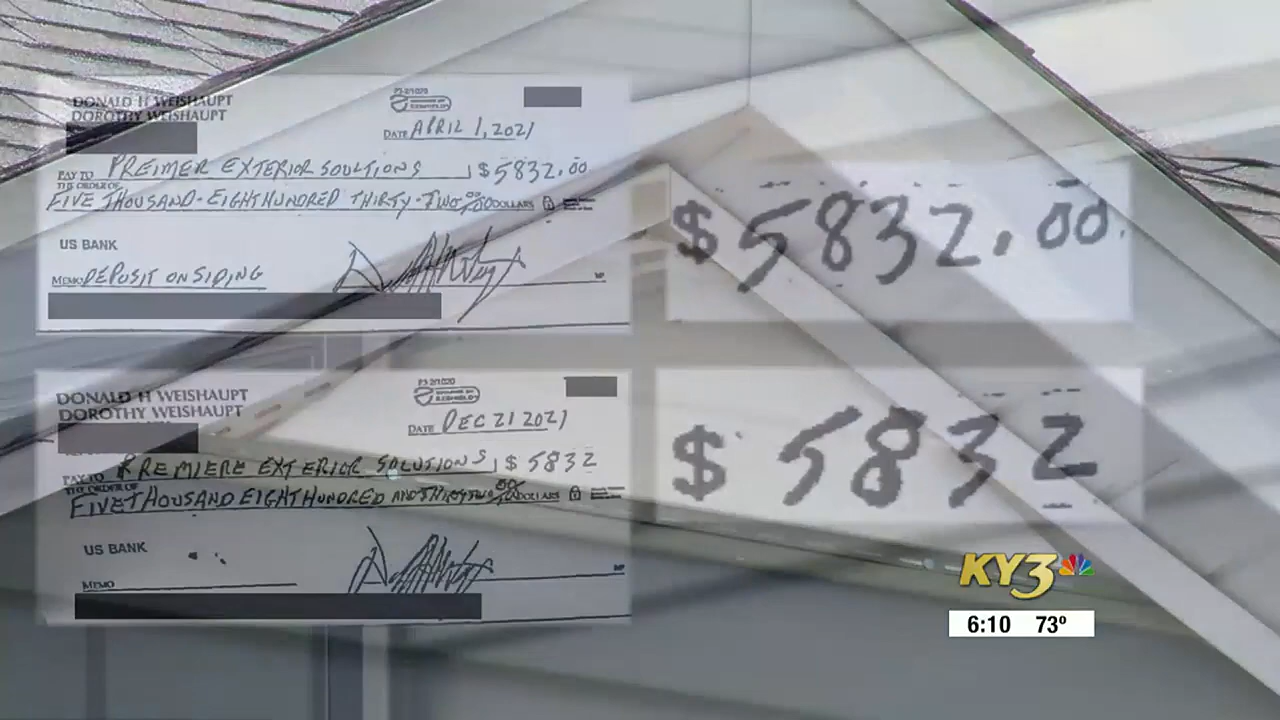 DONALD H WEISHAUPT
DOROTHY WEISHAUPT
DATE APRIL 1, 2021
PAY TO THE ORDER OF PREIMER EXTERIOR SOULTIONS $5832.00
FIVE THOUSAND-EIGHT HUNDRED THIRTY-TWO DOLLARS
US BANK
MEMO DEPOSIT ON SIDING
$5832.00
DONALD H WEISHAUPT
DOROTHY WEISHAUPT
DATE DEC 21 2021
PAY TO THE ORDER OF PREMIERE EXTERIOR SOLUTIONS $5832
FIVE THOUSAND EIGHT HUNDRED AND THIRTY TWO DOLLARS
US BANK
MEMO
$5832
KY3
6:10 73º